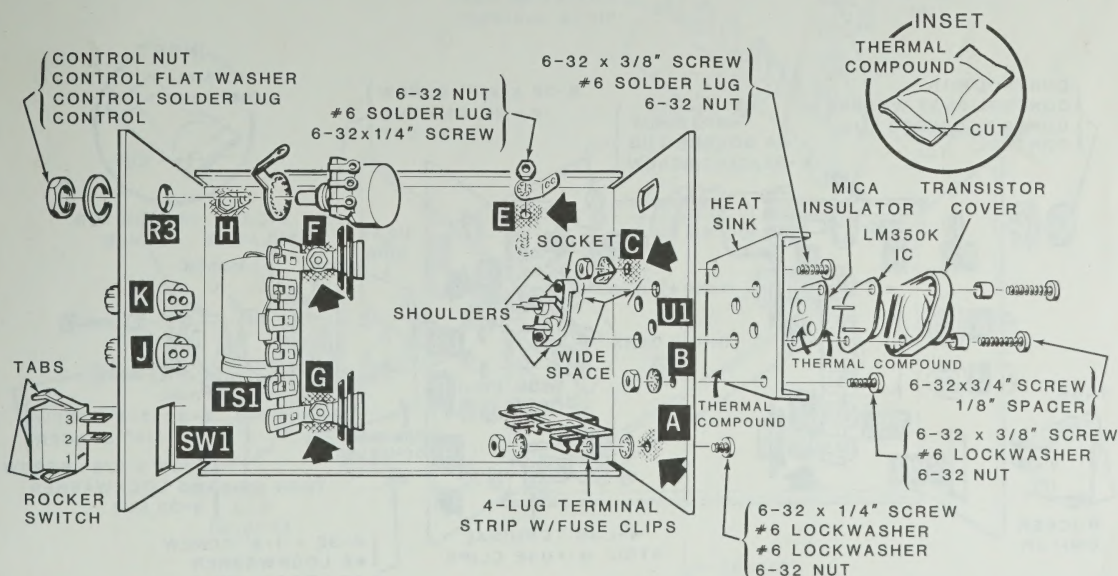 CONTROL NUT
CONTROL FLAT WASHER
CONTROL SOLDER LUG
CONTROL
6-32 NUT
#6 SOLDER LUG
6-32x1/4" SCREW
6-32 x 3/8" SCREW
#6 SOLDER LUG
6-32 NUT
INSET
THERMAL
COMPOUND
CUT
R3
H
F
E
SOCKET
C
HEAT
SINK
MICA
INSULATOR
LM350K
IC
TRANSISTOR
COVER
K
J
SHOULDERS
WIDE
SPACE
U1
B
THERMAL COMPOUND
TABS
3
2
1
SW1
TS1
G
A
THERMAL
COMPOUND
6-32x3/4" SCREW
1/8" SPACER
6-32 x 3/8" SCREW
#6 LOCKWASHER
6-32 NUT
ROCKER
SWITCH
4-LUG TERMINAL
STRIP W/FUSE CLIPS
6-32 x 1/4" SCREW
#6 LOCKWASHER
#6 LOCKWASHER
6-32 NUT